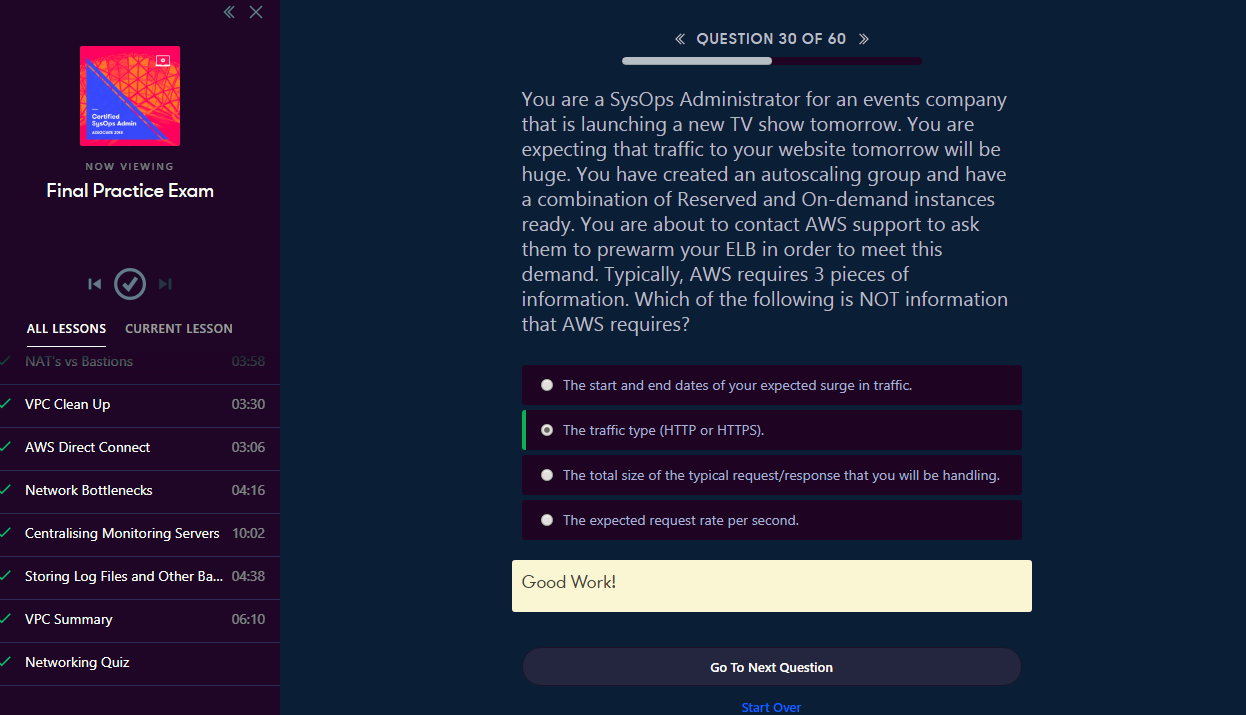 Certified
SysOps Admin
ASSOCIATE 2018
NOW VIEWING
Final Practice Exam
ALL LESSONS CURRENT LESSON
NAT's vs Bastions 03:58
VPC Clean Up 03:30
AWS Direct Connect 03:06
Network Bottlenecks 04:16
Centralising Monitoring Servers 10:02
Storing Log Files and Other Ba... 04:38
VPC Summary 06:10
Networking Quiz
QUESTION 30 OF 60
You are a SysOps Administrator for an events company
that is launching a new TV show tomorrow. You are
expecting that traffic to your website tomorrow will be
huge. You have created an autoscaling group and have
a combination of Reserved and On-demand instances
ready. You are about to contact AWS support to ask
them to prewarm your ELB in order to meet this
demand. Typically, AWS requires 3 pieces of
information. Which of the following is NOT information
that AWS requires?
The start and end dates of your expected surge in traffic.
The traffic type (HTTP or HTTPS).
The total size of the typical request/response that you will be handling.
The expected request rate per second.
Good Work!
Go To Next Question
Start Over